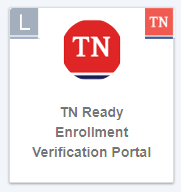 L
TN
TN
TN Ready
Enrollment
Verification Portal